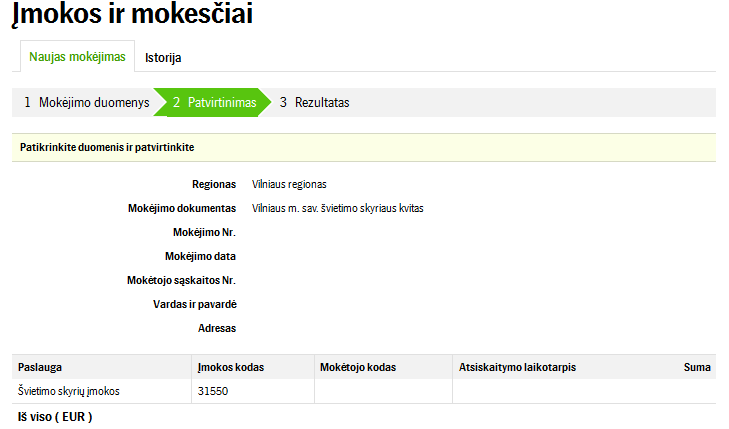 Įmokos ir mokesčiai
Naujas mokėjimas Istorija
1 Mokėjimo duomenys 2 Patvirtinimas 3 Rezultatas
Patikrinkite duomenis ir patvirtinkite
Regionas Vilniaus regionas
Mokėjimo dokumentas Vilniaus m. sav. švietimo skyriaus kvitas
Mokėjimo Nr.
Mokėjimo data
Mokėtojo sąskaitos Nr.
Vardas ir pavardė
Adresas
Paslauga Įmokos kodas Mokėtojo kodas Atsiskaitymo laikotarpis Suma
Švietimo skyrių įmokos 31550
Iš viso ( EUR )